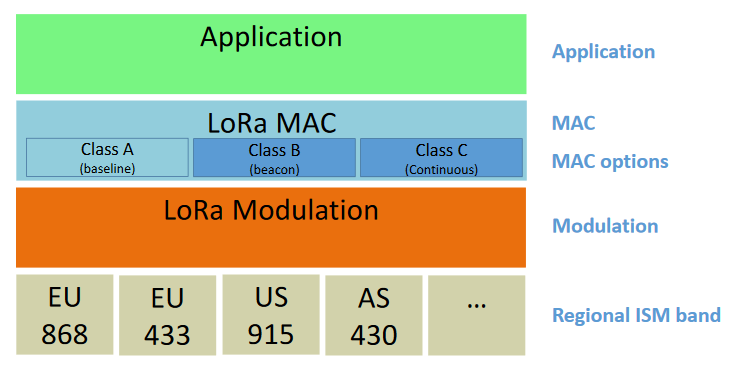 Application
Application
LoRa MAC
MAC
Class A
(baseline)
Class B
(beacon)
Class C
(Continuous)
MAC options
LoRa Modulation
Modulation
EU
868
EU
433
US
915
AS
430
...
Regional ISM band